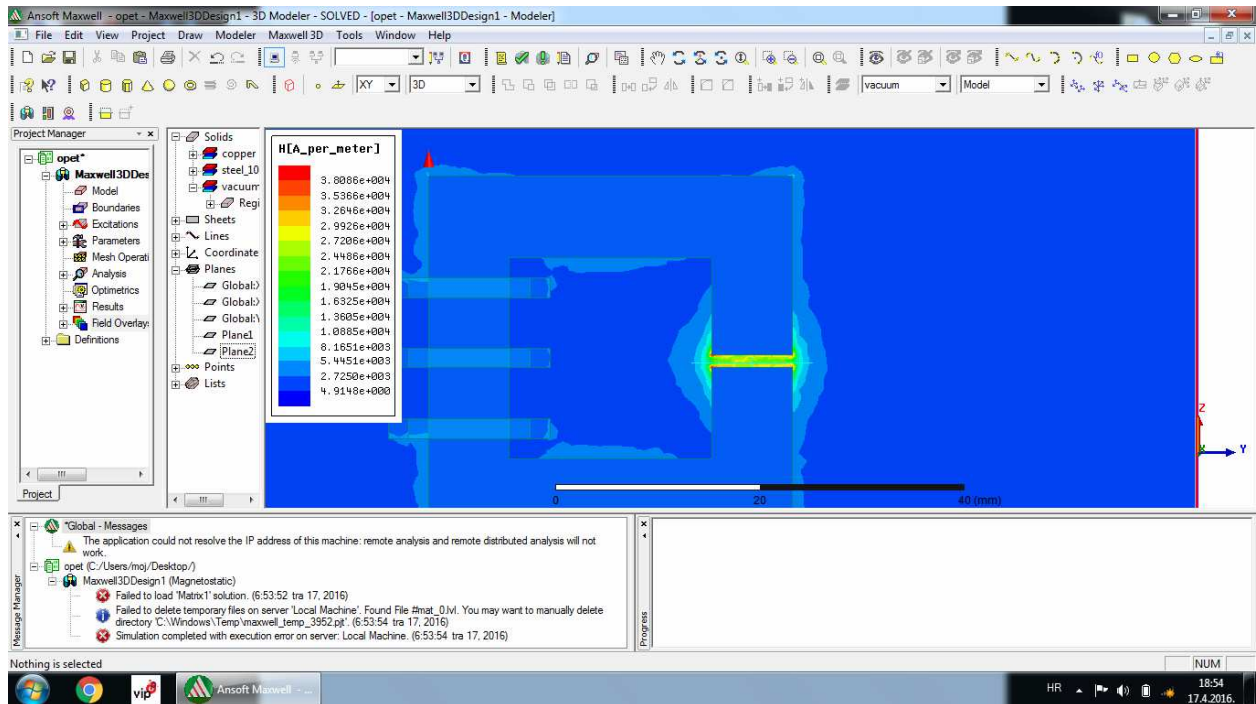 Ansoft Maxwell - opet - Maxwell3DDesign1 - 3D Modeler - SOLVED - [opet - Maxwell3DDesign1 - Modeler]
File Edit View Project Draw Modeler Maxwell 3D Tools Window Help
XY 3D vacuum Model
Project Manager
opet*
Maxwell3DDes
Model
Boundaries
Excitations
Parameters
Mesh Operati
Analysis
Optimetrics
Results
Field Overlay:
Definitions
Project
Solids
copper
steel_10
vacuum
Regi
Sheets
Lines
Coordinate
Planes
Global:
Global:
Global:
Plane1
Plane2
Points
Lists
H[A_per_meter]
3.8086e+004
3.5366e+004
3.2646e+004
2.9926e+004
2.7206e+004
2.4486e+004
2.1766e+004
1.9045e+004
1.6325e+004
1.3605e+004
1.0885e+004
8.1651e+003
5.4451e+003
2.7250e+003
4.9148e+000
Z
Y
0 20 40 (mm)
*Global - Messages
The application could not resolve the IP address of this machine: remote analysis and remote distributed analysis will not
work.
opet (C:/Users/moj/Desktop/)
Maxwell3DDesign1 (Magnetostatic)
Failed to load 'Matrix1' solution. (6:53:52 tra 17, 2016)
Failed to delete temporary files on server 'Local Machine'. Found File #mat_0.lvl. You may want to manually delete
directory 'C:\Windows\Temp\maxwell_temp_3952.pjt'. (6:53:54 tra 17, 2016)
Simulation completed with execution error on server: Local Machine. (6:53:54 tra 17, 2016)
Message Manager
Progress
Nothing is selected
NUM
vip
Ansoft Maxwell - ...
HR
18:54
17.4.2016.